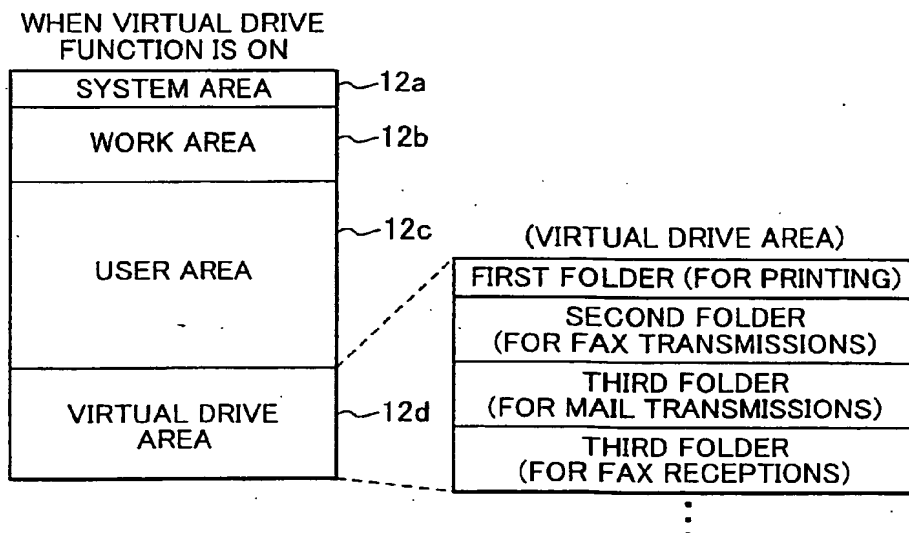 WHEN VIRTUAL DRIVE
FUNCTION IS ON
SYSTEM AREA
12a
WORK AREA
12b
USER AREA
12c
VIRTUAL DRIVE
AREA
12d
(VIRTUAL DRIVE AREA)
FIRST FOLDER (FOR PRINTING)
SECOND FOLDER
(FOR FAX TRANSMISSIONS)
THIRD FOLDER
(FOR MAIL TRANSMISSIONS)
THIRD FOLDER
(FOR FAX RECEPTIONS)